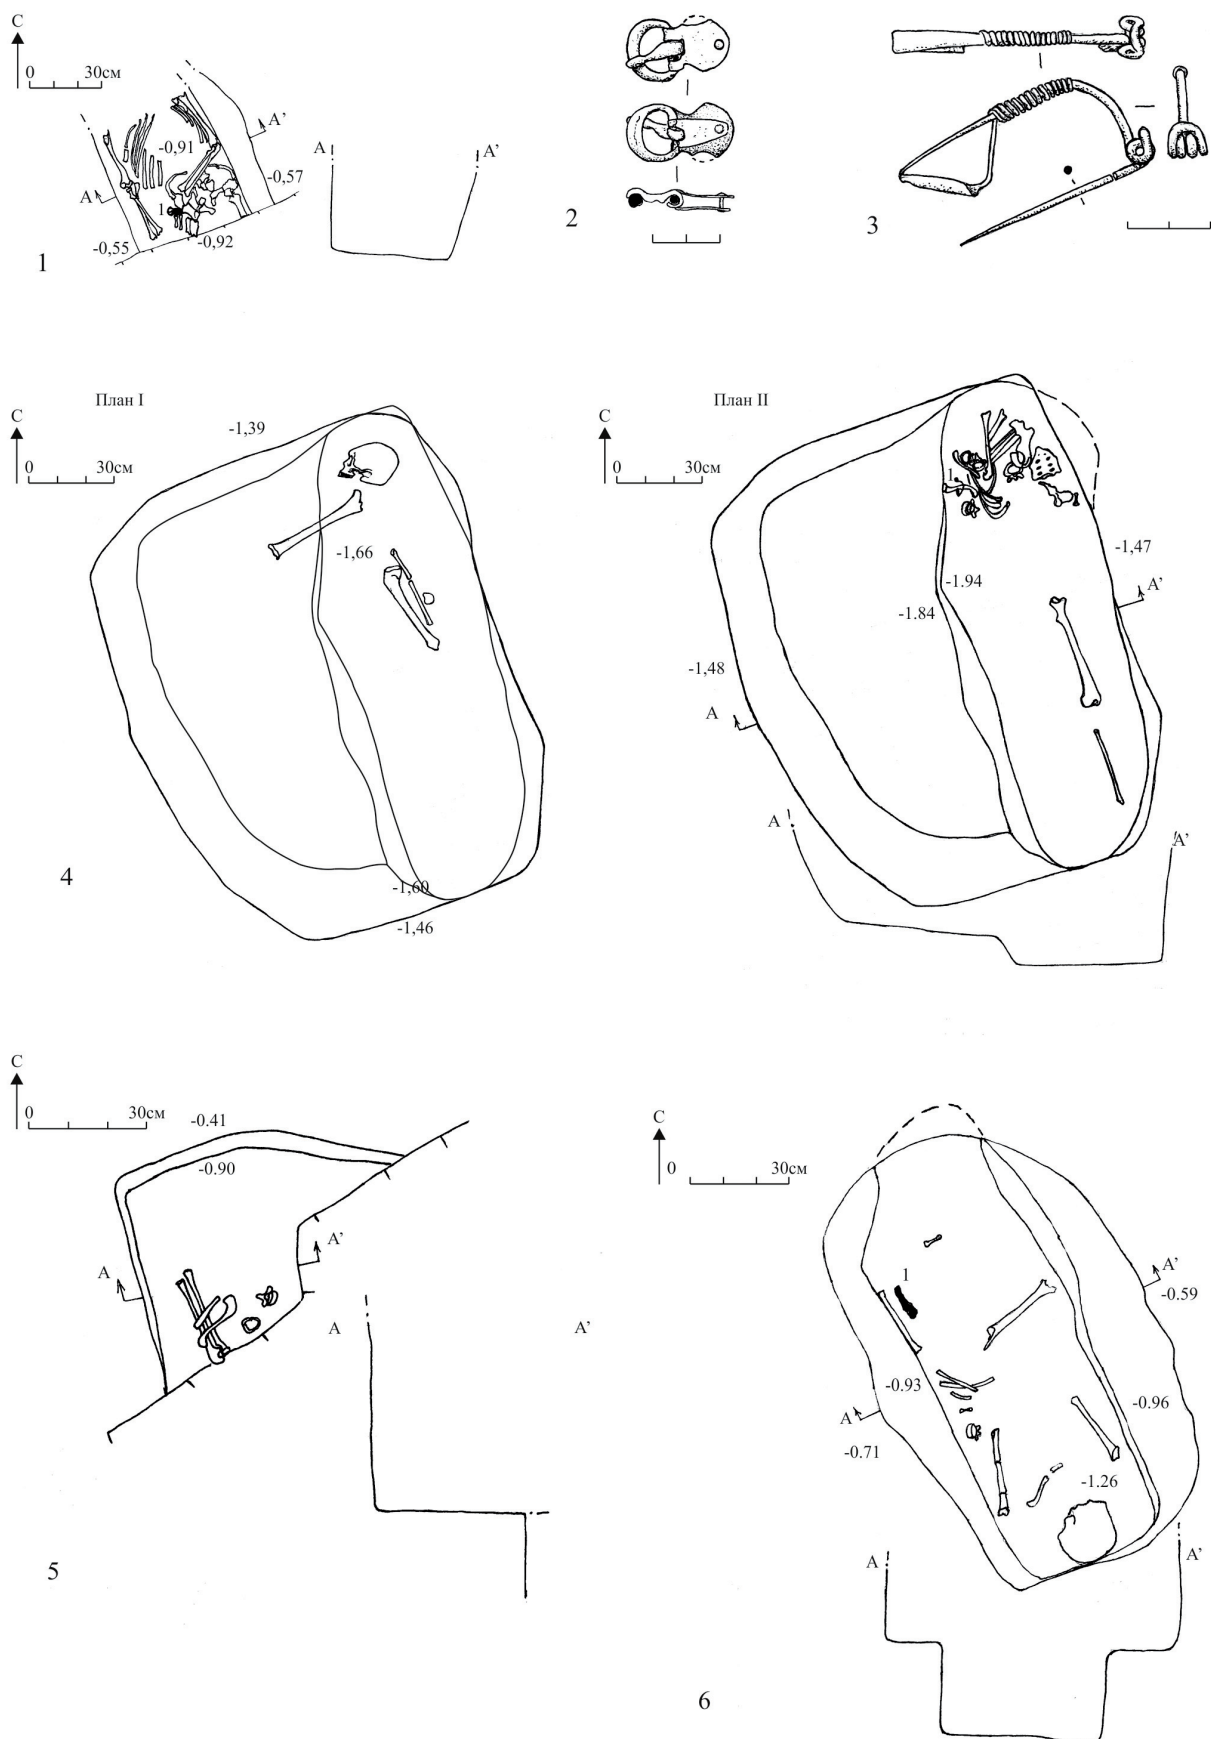 С
0 30см
А'
-0,91
-0,57
А
1
-0,55
-0,92
А А'
1
2
3
План I
С
0 30см
-1,39
-1,66
-1,60
-1,46
4
План II
С
0 30см
1
-1,47
-1.94
А'
-1.84
-1,48
А
А А'
С
0 30см
-0.41
-0.90
А'
А
А А'
5
С
0 30см
1
А'
-0.59
-0.93
-0.96
А
-0.71
-1.26
А А'
6